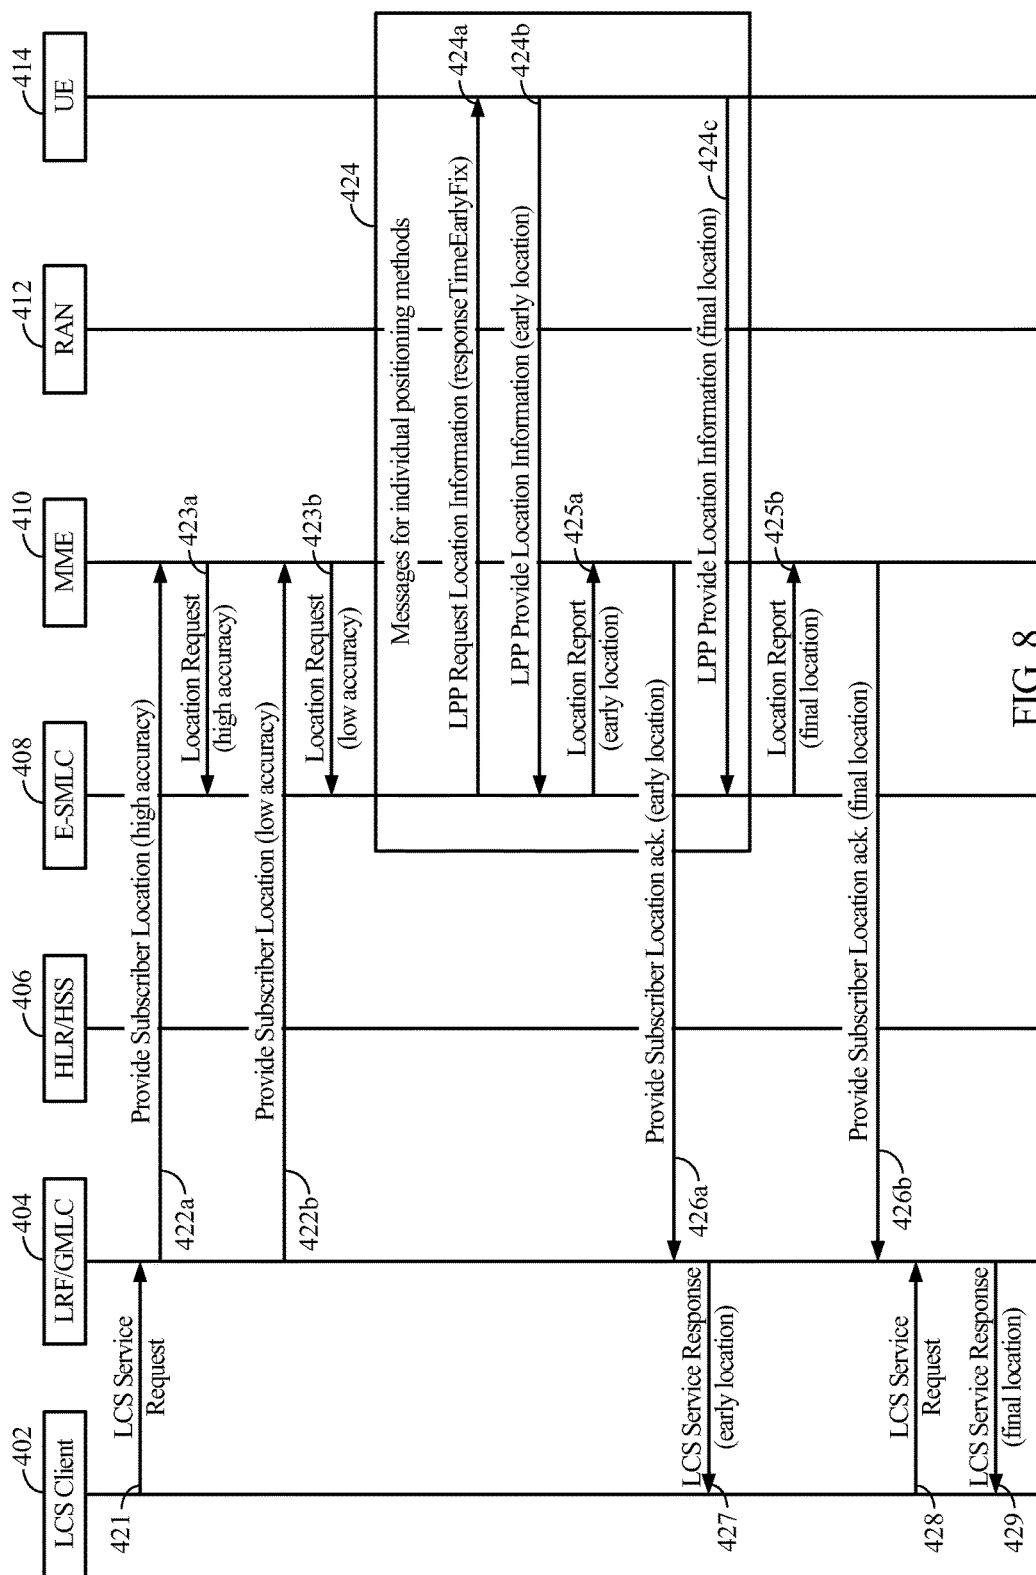 402
LCS Client
404
LRF/GMLC
406
HLR/HSS
408
E-SMLC
410
MME
412
RAN
414
UE
421
LCS Service
Request
Provide Subscriber Location (high accuracy)
422a
Location Request
(high accuracy)
423a
Provide Subscriber Location (low accuracy)
422b
Location Request
(low accuracy)
423b
424
Messages for individual positioning methods
LPP Request Location Information (responseTimeEarlyFix)
424a
LPP Provide Location Information (early location)
424b
Location Report
(early location)
425a
Provide Subscriber Location ack. (early location)
426a
LCS Service Response
(early location)
427
LPP Provide Location Information (final location)
424c
Location Report
(final location)
425b
Provide Subscriber Location ack. (final location)
426b
LCS Service
Request
428
LCS Service Response
(final location)
429
FIG. 8